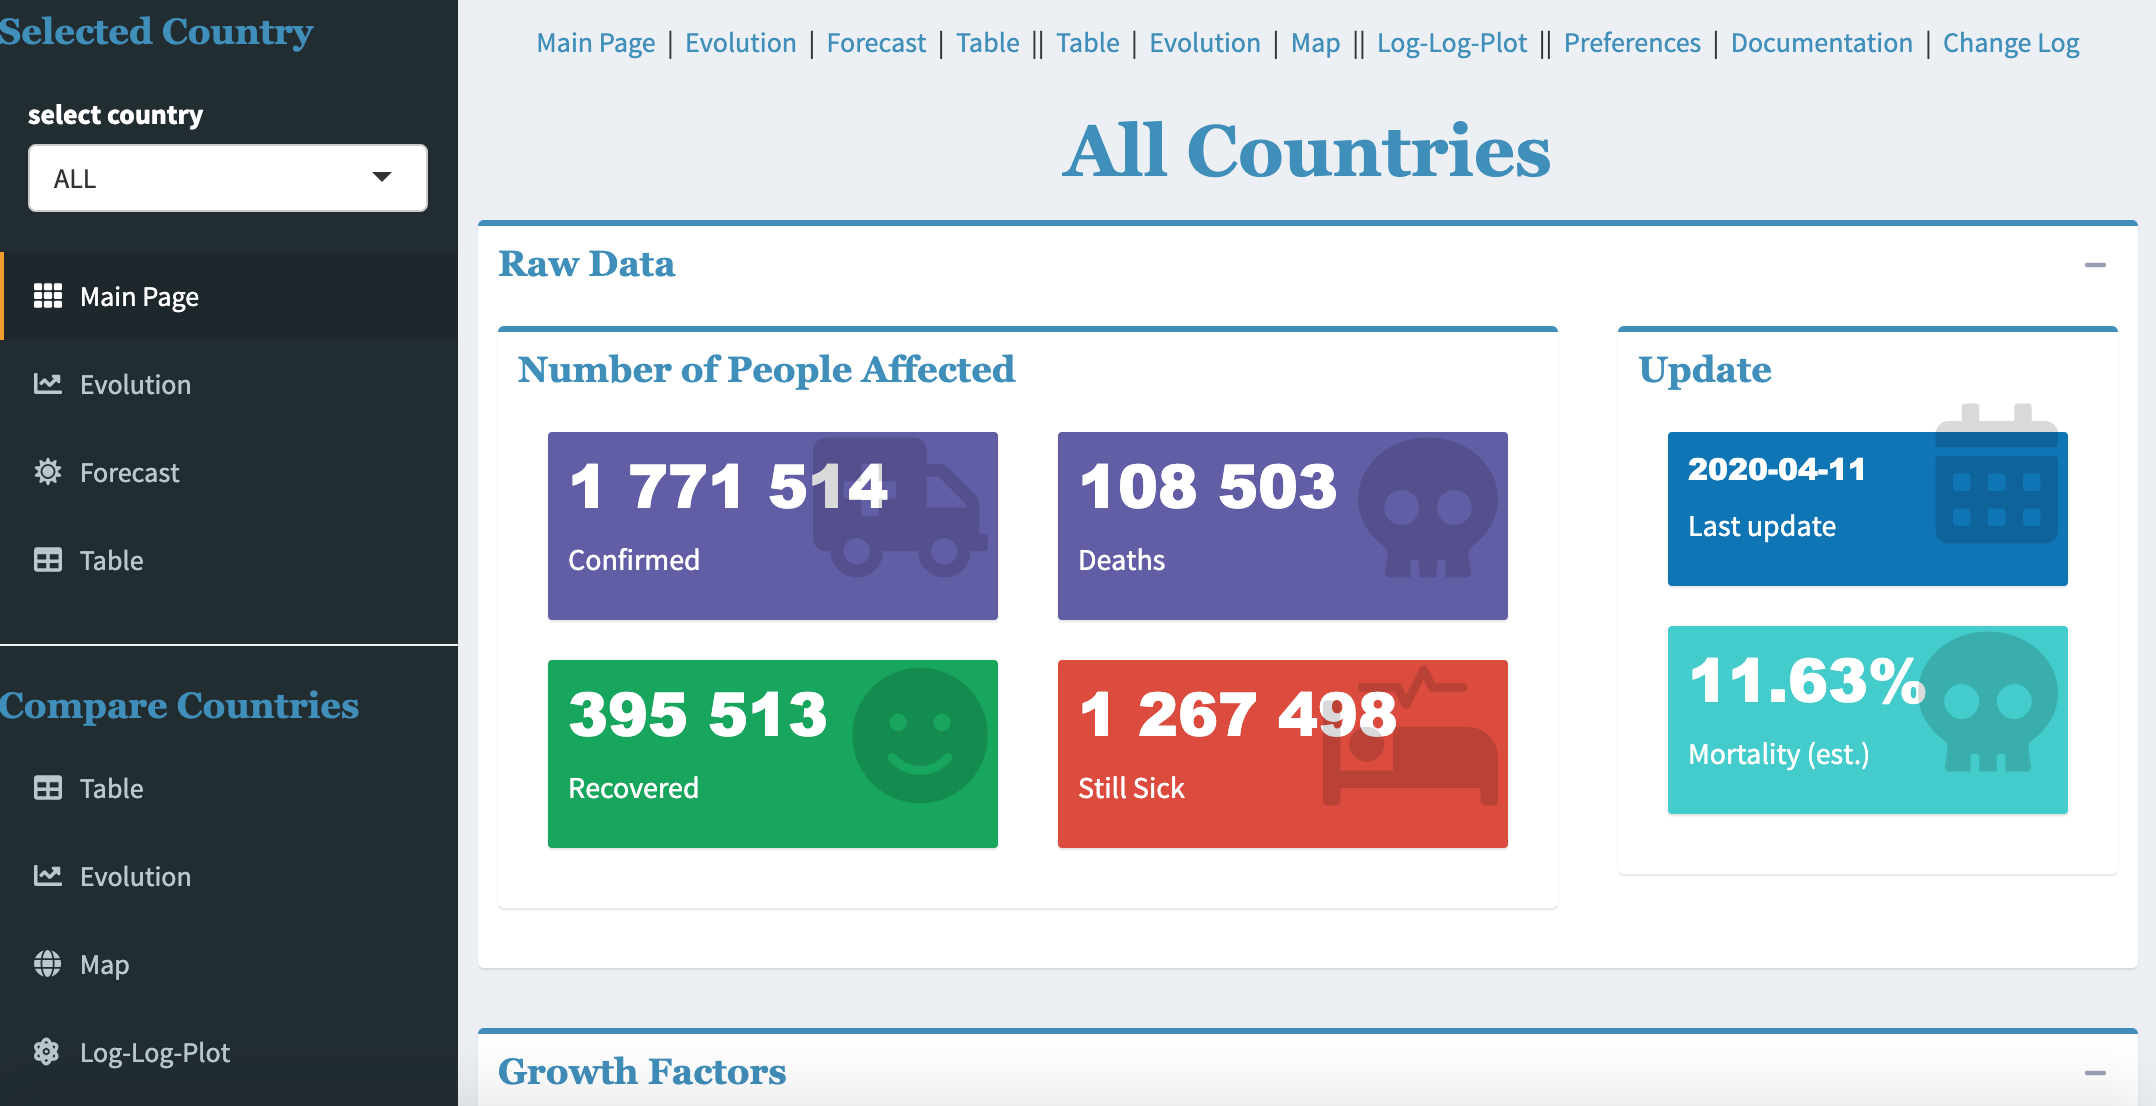 Selected Country
select country
ALL
Main Page
Evolution
Forecast
Table
Compare Countries
Table
Evolution
Map
Log-Log-Plot
Main Page | Evolution | Forecast | Table || Table | Evolution | Map || Log-Log-Plot || Preferences | Documentation | Change Log
All Countries
Raw Data
Number of People Affected
1 771 514
Confirmed
108 503
Deaths
395 513
Recovered
1 267 498
Still Sick
Update
2020-04-11
Last update
11.63%
Mortality (est.)
Growth Factors